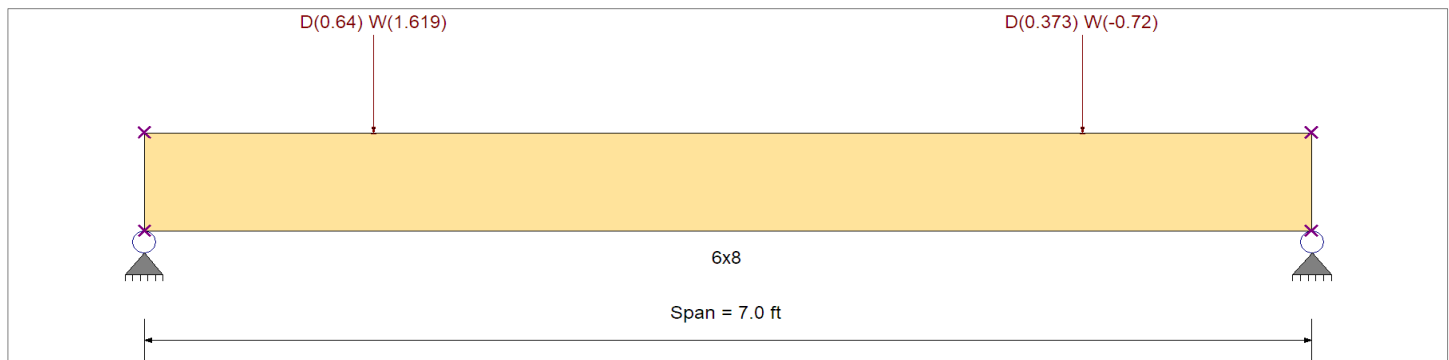 D(0.64) W(1.619)
D(0.373) W(-0.72)
6x8
Span = 7.0 ft